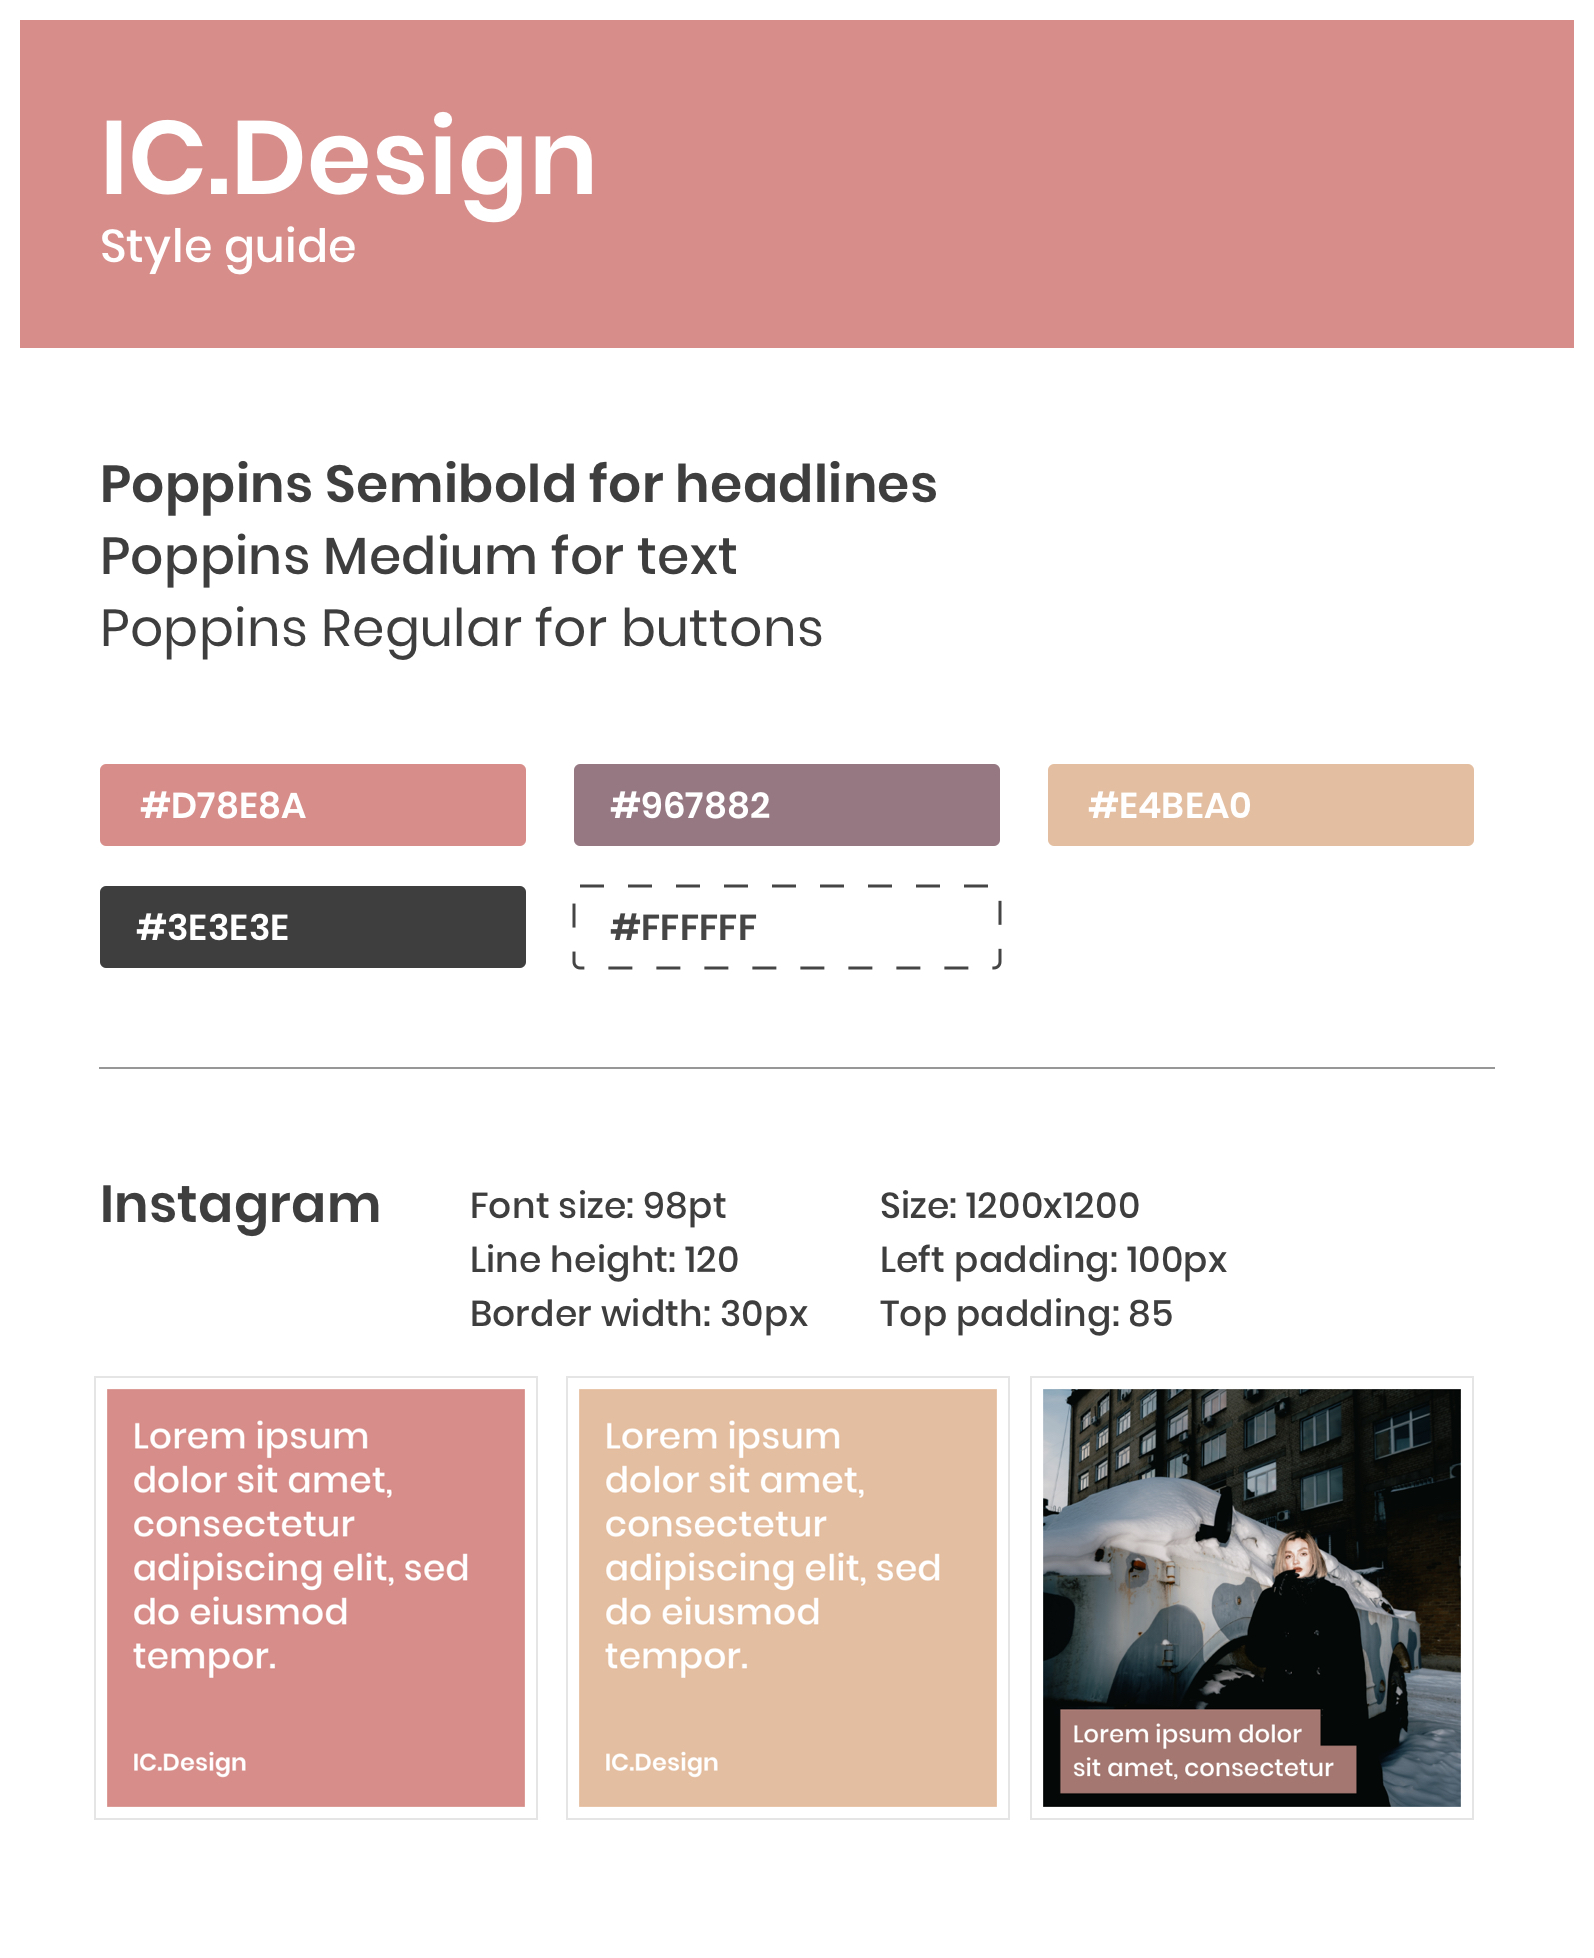 IC.Design
Style guide
Poppins Semibold for headlines
Poppins Medium for text
Poppins Regular for buttons
#D78E8A
#967882
#E4BEA0
#3E3E3E
#FFFFFF
Instagram
Font size: 98pt
Line height: 120
Border width: 30px
Size: 1200x1200
Left padding: 100px
Top padding: 85
Lorem ipsum
dolor sit amet,
consectetur
adipiscing elit, sed
do eiusmod
tempor.
IC.Design
Lorem ipsum
dolor sit amet,
consectetur
adipiscing elit, sed
do eiusmod
tempor.
IC.Design
Lorem ipsum dolor
sit amet, consectetur